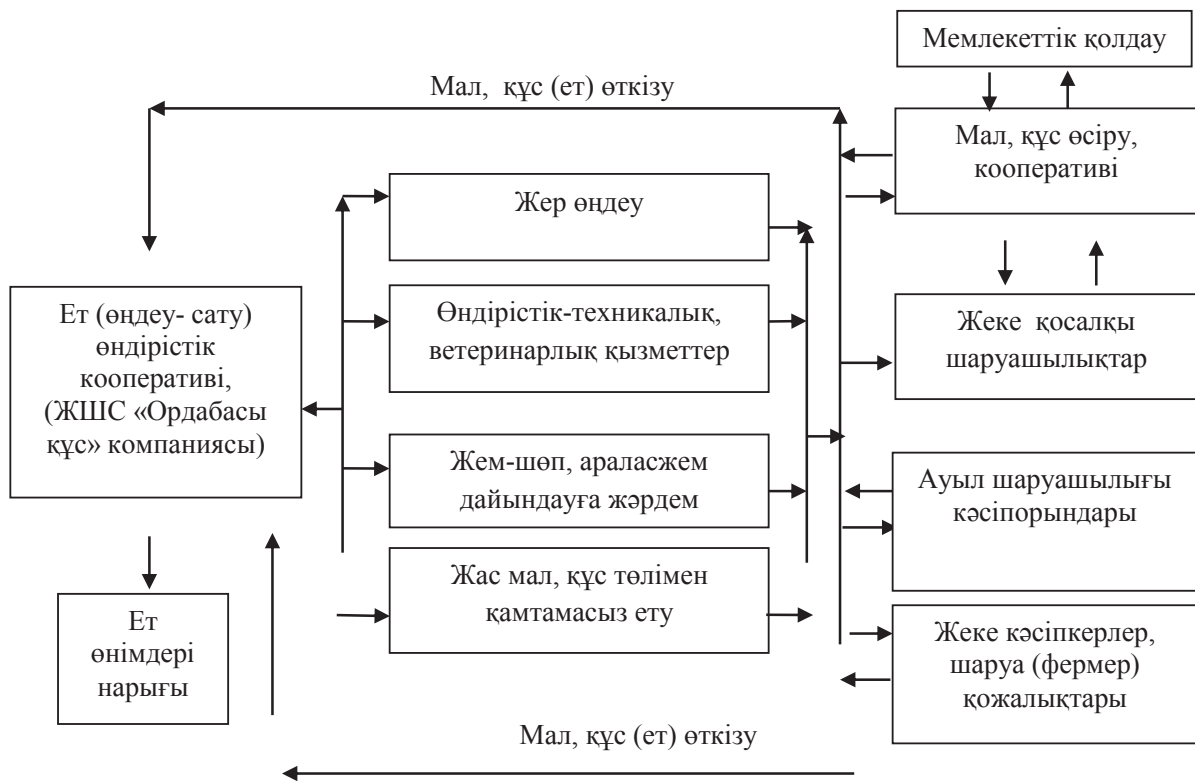 Мемлекеттік қолдау
Мал, құс (ет) өткізу
Мал, құс өсіру,
кооперативі
Жер өңдеу
Ет (өңдеу- сату)
өндірістік
кооперативі,
(ЖШС «Ордабасы
құс» компаниясы)
Өндірістік-техникалық,
ветеринарлық қызметтер
Жеке қосалқы
шаруашылықтар
Жем-шөп, араласжем
дайындауға жәрдем
Ауыл шаруашылығы
кәсіпорындары
Жас мал, құс төлімен
қамтамасыз ету
Ет
өнімдері
нарығы
Жеке кәсіпкерлер,
шаруа (фермер)
қожалықтары
Мал, құс (ет) өткізу